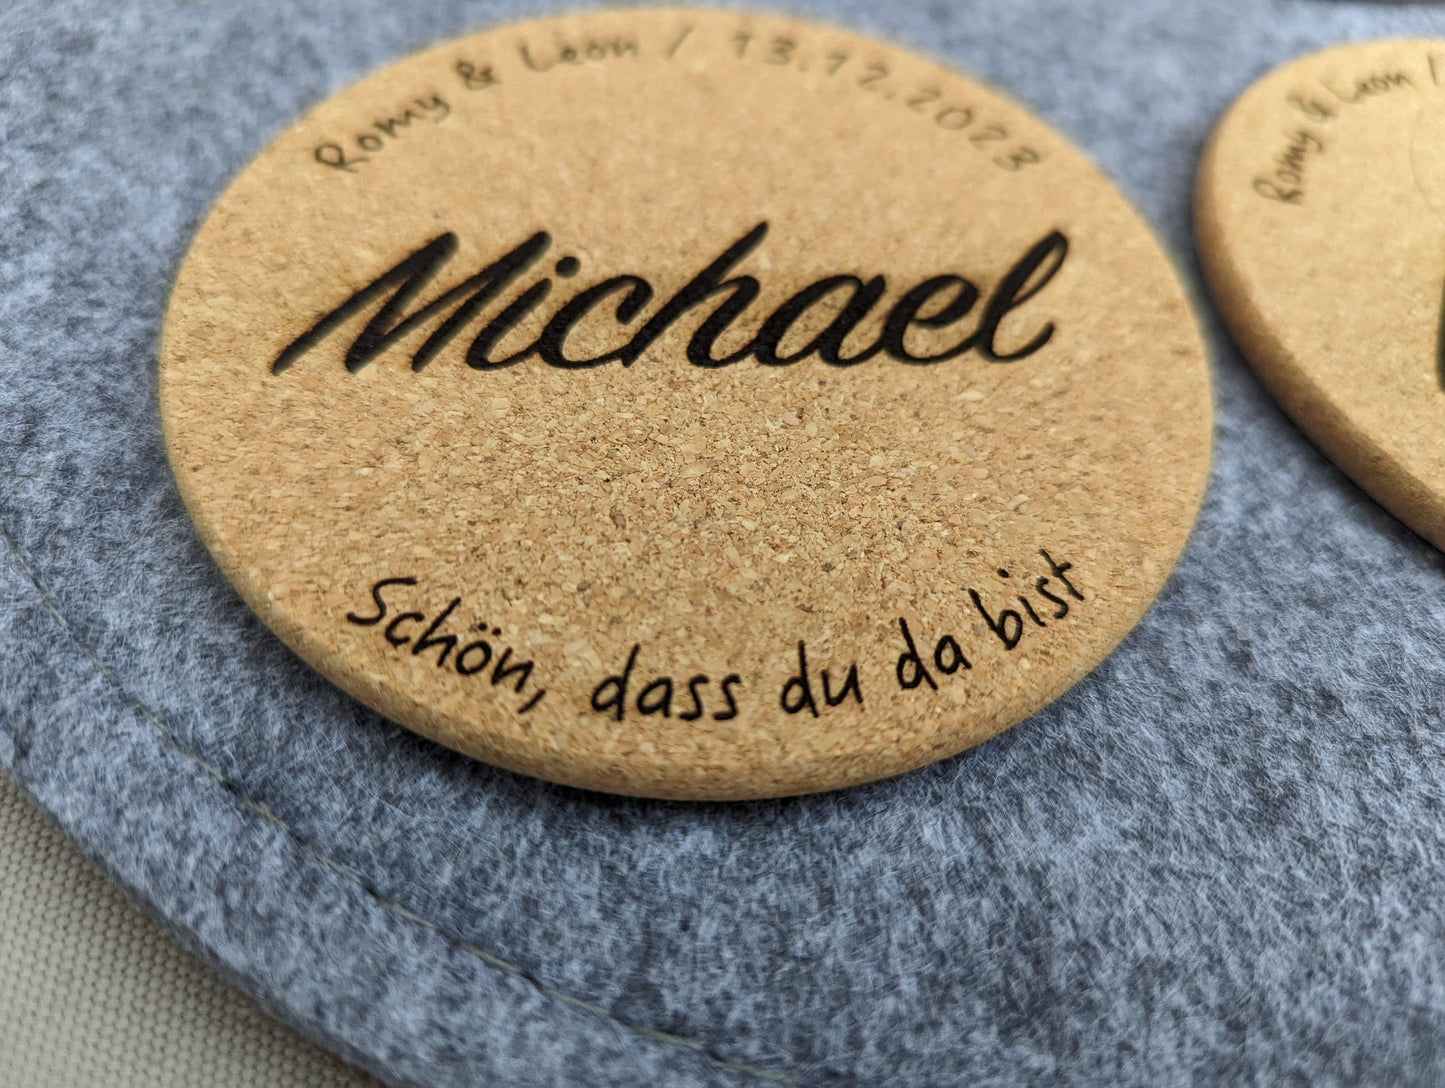 Romy & Leon / 13.12.2023
Michael
Schön, dass du da bist
Romy & Leon /